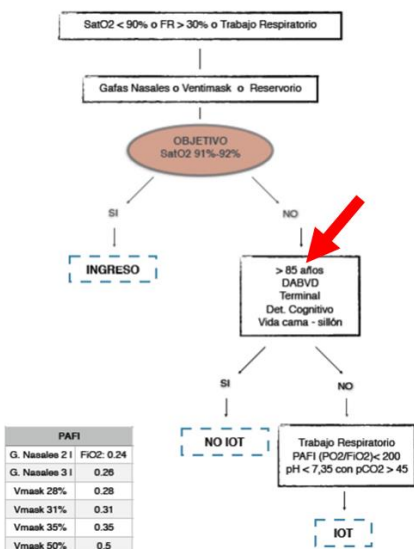 SatO2 < 90% o FR > 30% o Trabajo Respiratorio
Gafas Nasales o Ventimask o Reservorio
OBJETIVO
SatO2 91%-92%
SI
NO
INGRESO
> 85 años
DABVD
Terminal
Det. Cognitivo
Vida cama - sillón
SI
NO
NO IOT
Trabajo Respiratorio
PAFI (PO2/FiO2)< 200
pH < 7,35 con pCO2 > 45
IOT
PAFI
G. Nasales 2 l FiO2: 0.24
G. Nasales 3 l 0.26
Vmask 28% 0.28
Vmask 31% 0.31
Vmask 35% 0.35
Vmask 50% 0.5